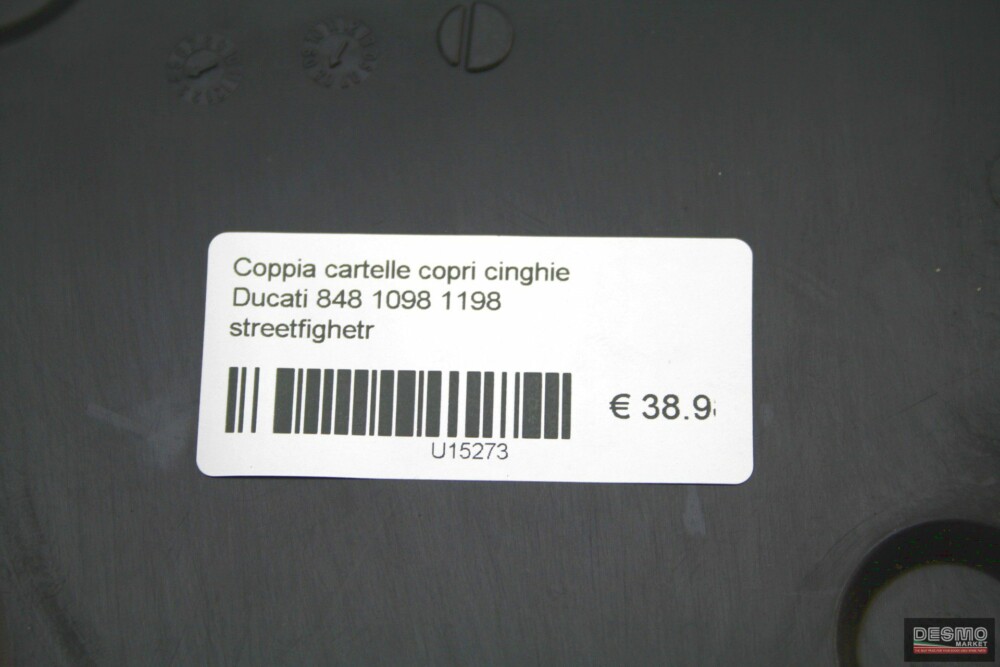 Coppia cartelle copri cinghie
Ducati 848 1098 1198
streetfighetr
€ 38.9
U15273
DESMO
MARKET